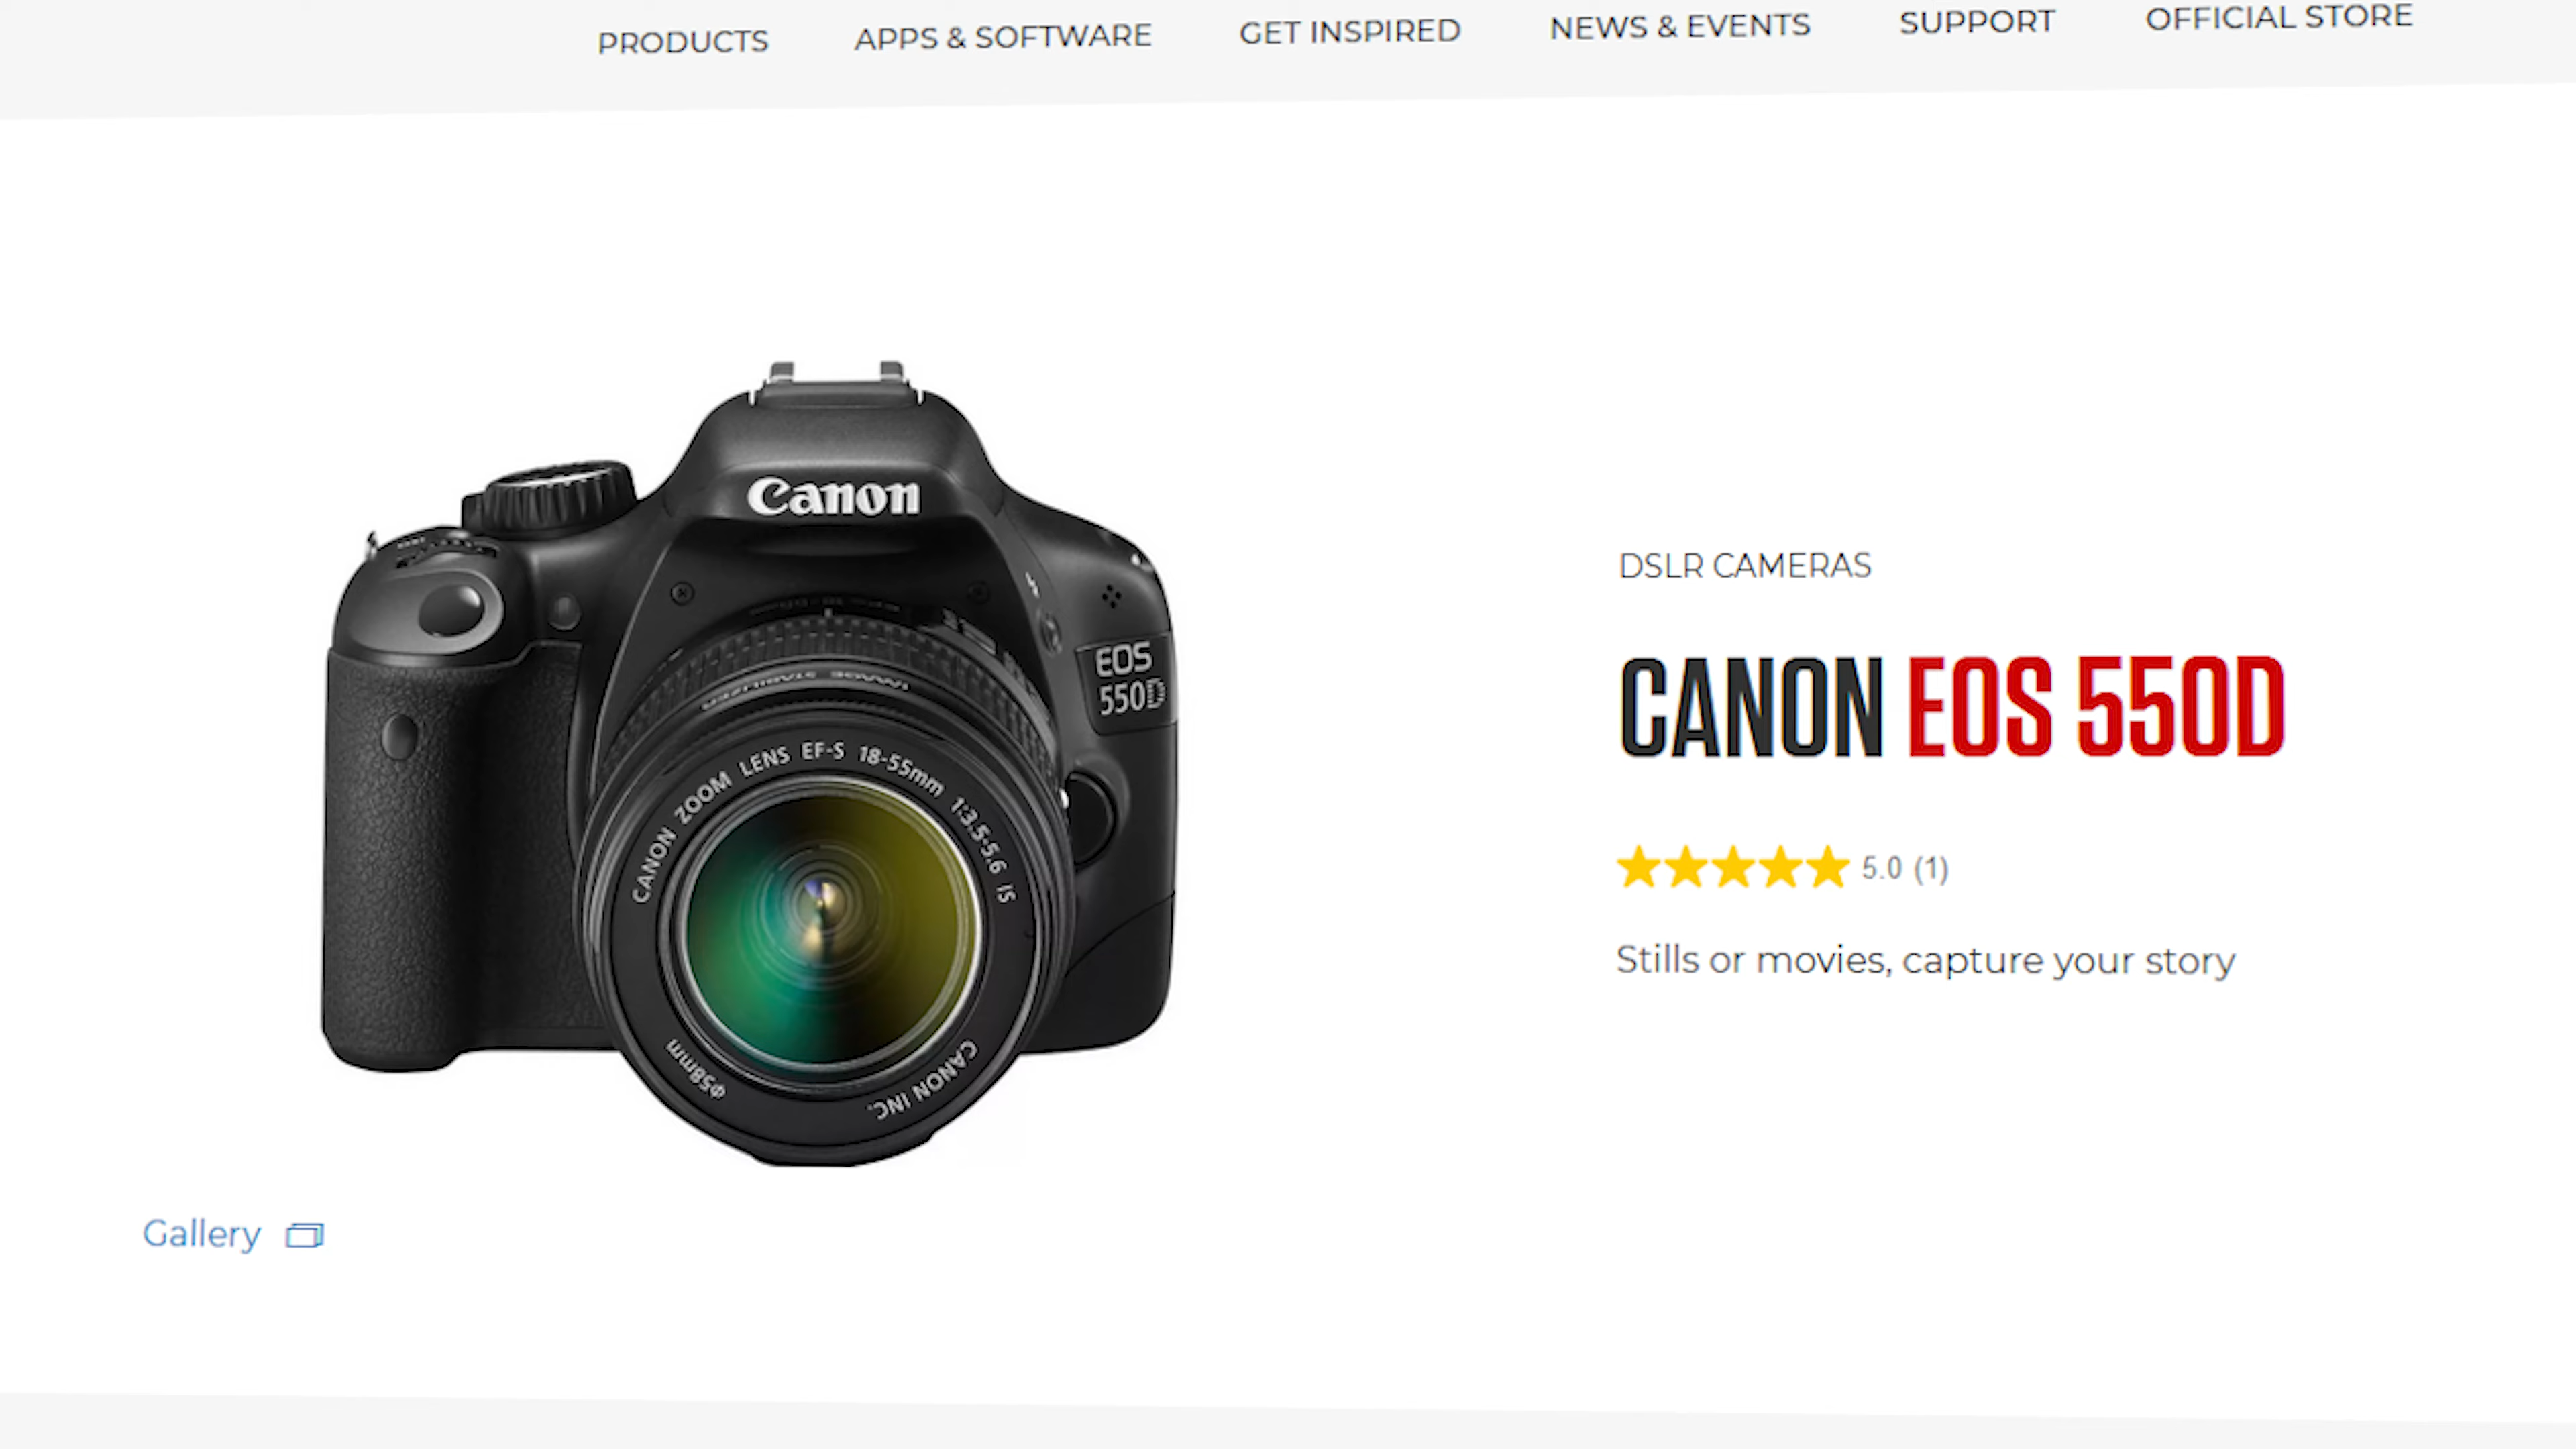 PRODUCTS APPS & SOFTWARE GET INSPIRED NEWS & EVENTS SUPPORT OFFICIAL STORE
Canon
EOS
550D
IMAGE STABILIZER
CANON ZOOM LENS EF-S 18-55mm 1:3.5-5.6 IS
CANON INC.
Φ58mm
DSLR CAMERAS
CANON EOS 550D
5.0 (1)
Stills or movies, capture your story
Gallery